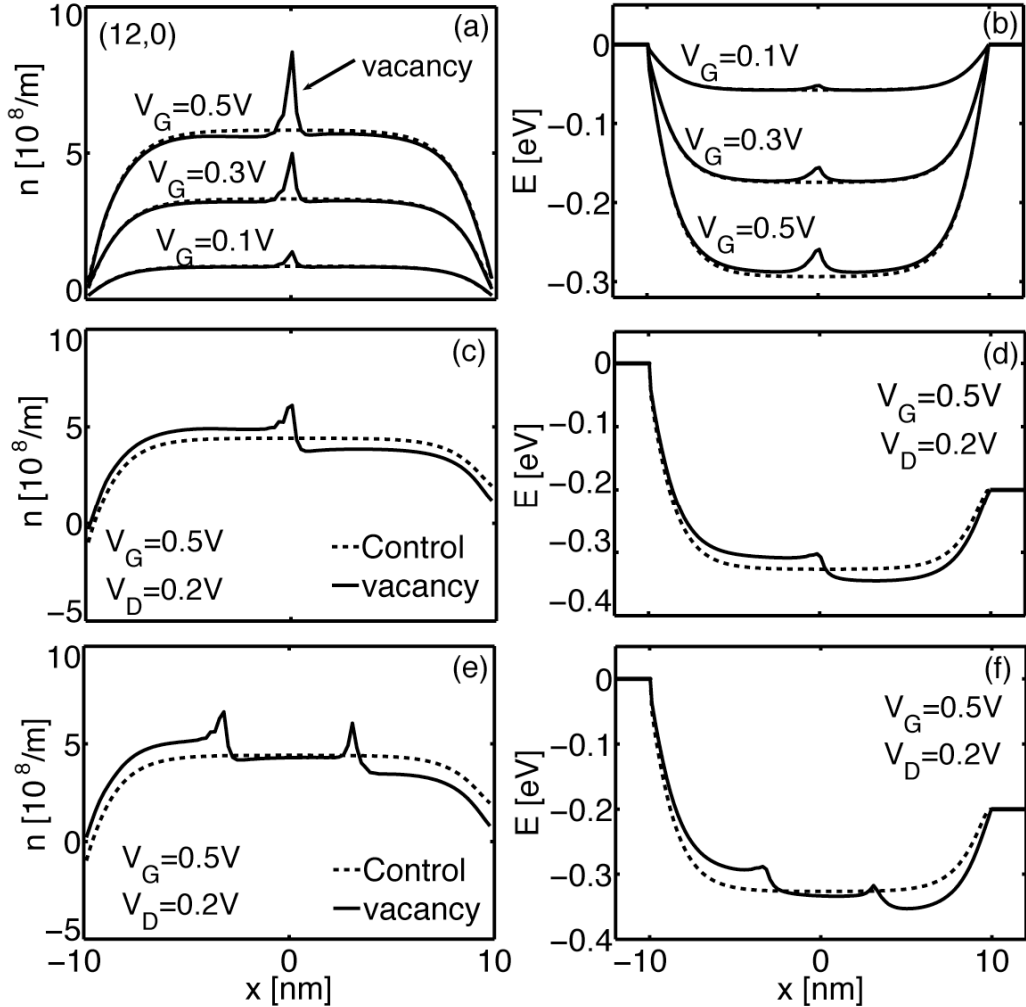 (12,0)
(a)
vacancy
V_G=0.5V
V_G=0.3V
V_G=0.1V
n [10^8/m]
10
5
0
(b)
V_G=0.1V
V_G=0.3V
V_G=0.5V
E [eV]
0
−0.1
−0.2
−0.3
(c)
V_G=0.5V
V_D=0.2V
Control
vacancy
n [10^8/m]
10
5
0
−5
(d)
V_G=0.5V
V_D=0.2V
E [eV]
0
−0.1
−0.2
−0.3
−0.4
(e)
V_G=0.5V
V_D=0.2V
Control
vacancy
n [10^8/m]
10
5
0
−5
−10 0 10
x [nm]
(f)
V_G=0.5V
V_D=0.2V
E [eV]
0
−0.1
−0.2
−0.3
−0.4
−10 0 10
x [nm]